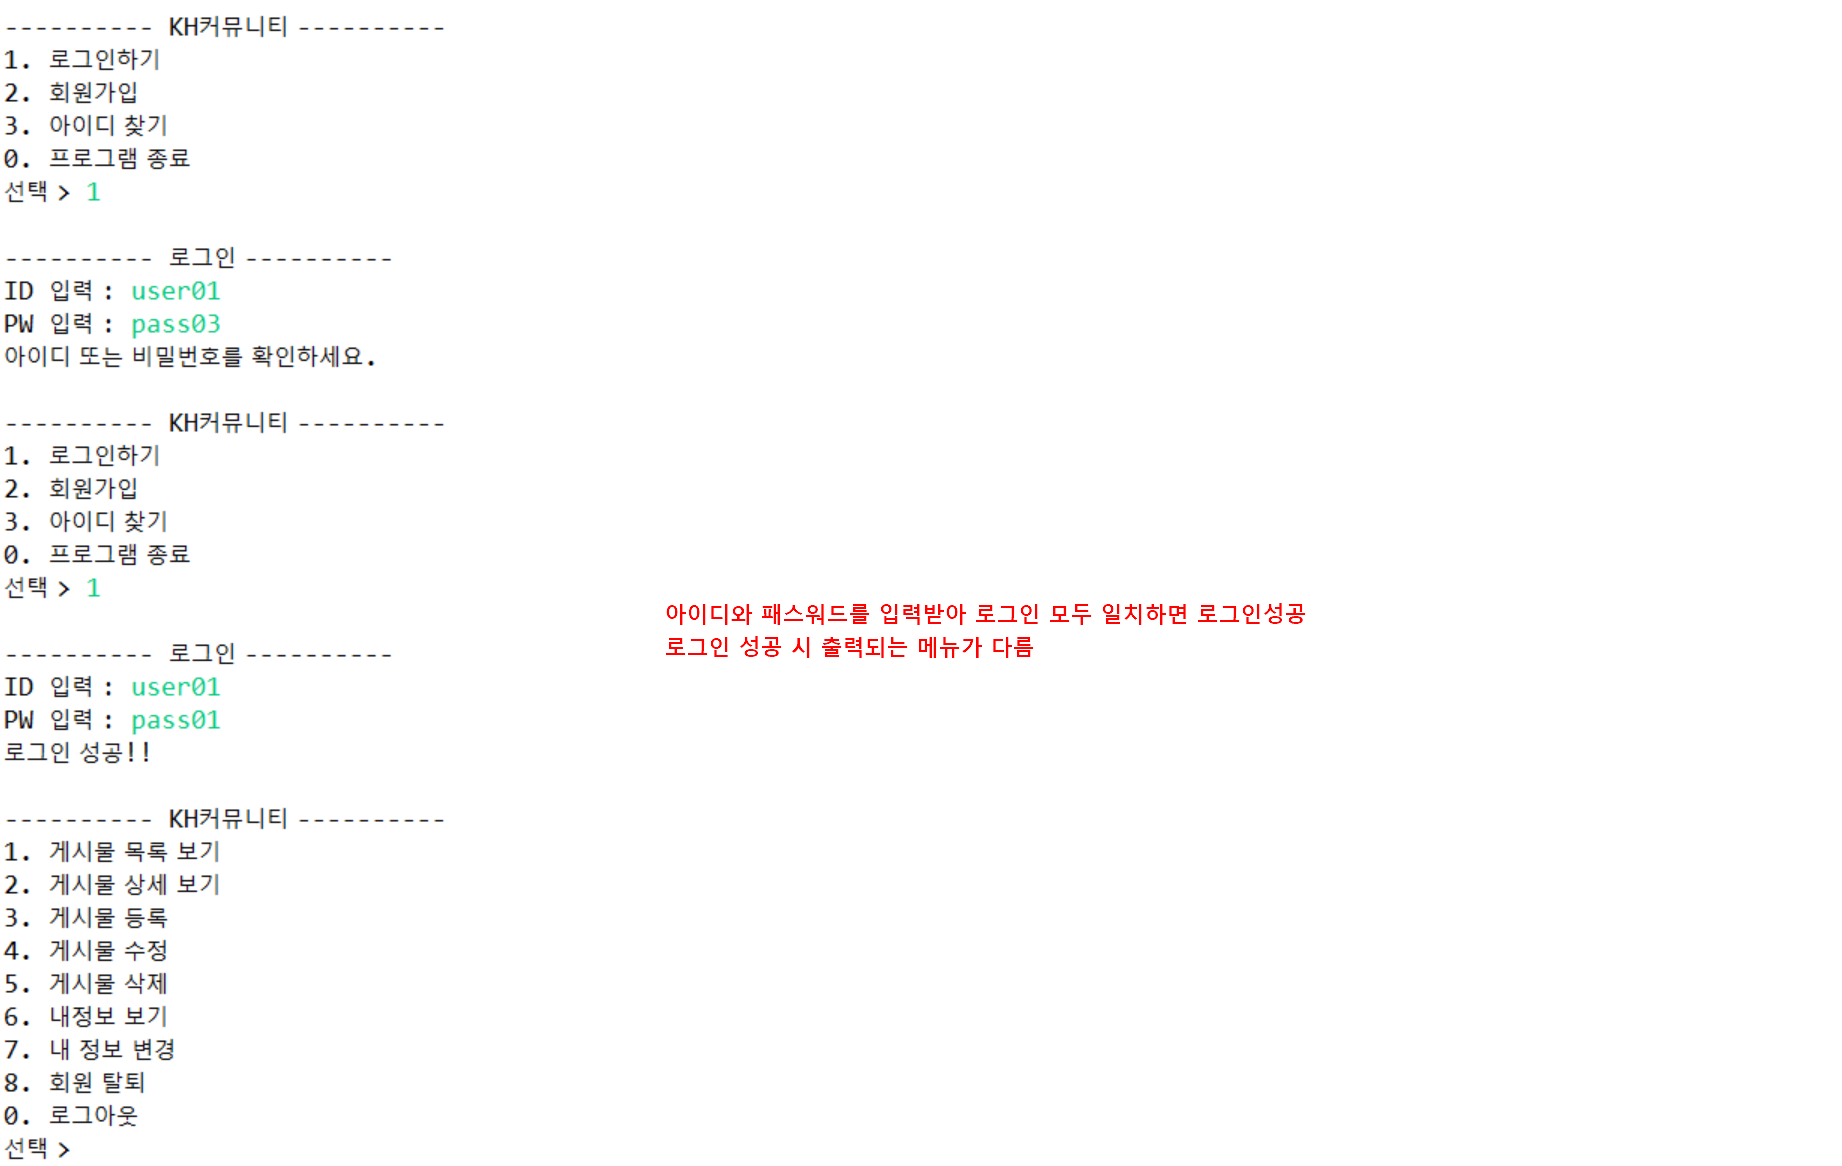 ---------- KH커뮤니티 ----------
1. 로그인하기
2. 회원가입
3. 아이디 찾기
0. 프로그램 종료
선택 > 1
---------- 로그인 ----------
ID 입력 : user01
PW 입력 : pass03
아이디 또는 비밀번호를 확인하세요.
---------- KH커뮤니티 ----------
1. 로그인하기
2. 회원가입
3. 아이디 찾기
0. 프로그램 종료
선택 > 1
아이디와 패스워드를 입력받아 로그인 모두 일치하면 로그인성공
로그인 성공 시 출력되는 메뉴가 다름
---------- 로그인 ----------
ID 입력 : user01
PW 입력 : pass01
로그인 성공!!
---------- KH커뮤니티 ----------
1. 게시물 목록 보기
2. 게시물 상세 보기
3. 게시물 등록
4. 게시물 수정
5. 게시물 삭제
6. 내정보 보기
7. 내 정보 변경
8. 회원 탈퇴
0. 로그아웃
선택 >